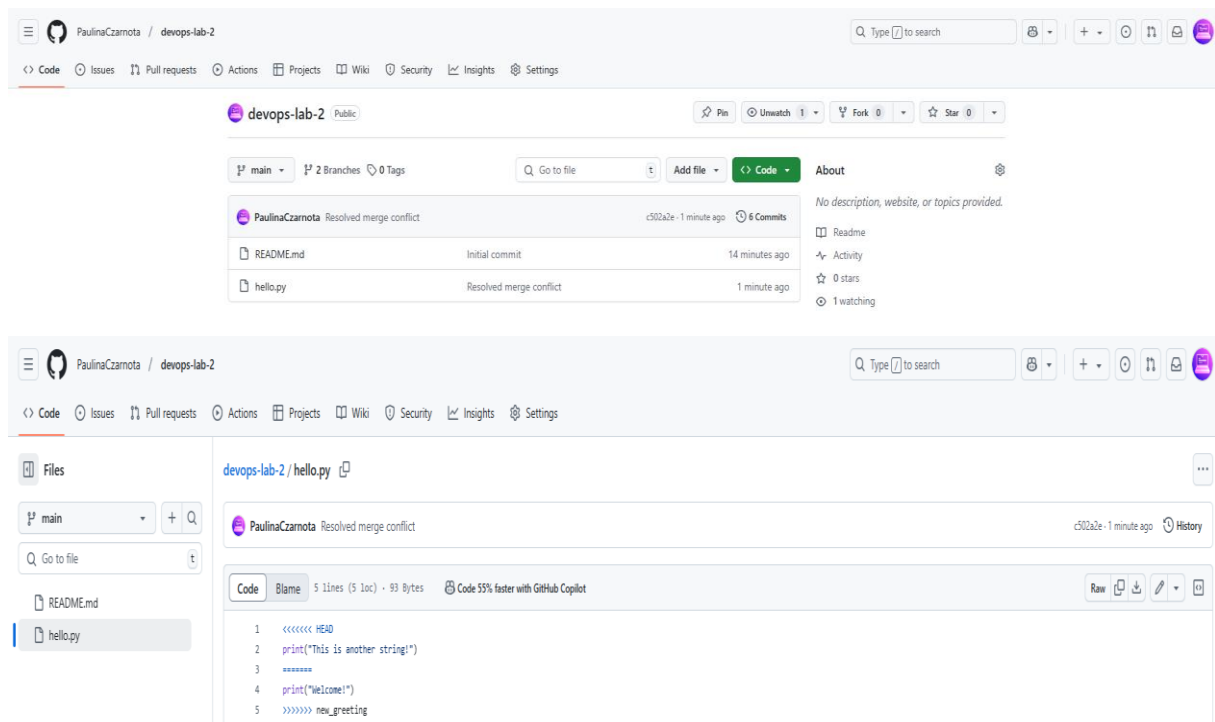 PaulinaCzarnota / devops-lab-2
Type / to search
Code Issues Pull requests Actions Projects Wiki Security Insights Settings
devops-lab-2 Public
Pin Unwatch 1 Fork 0 Star 0
main 2 Branches 0 Tags
Go to file t Add file <> Code
About
No description, website, or topics provided.
Readme
Activity
0 stars
1 watching
PaulinaCzarnota Resolved merge conflict c502a2e · 1 minute ago 6 Commits
README.md Initial commit 14 minutes ago
hello.py Resolved merge conflict 1 minute ago
PaulinaCzarnota / devops-lab-2
Type / to search
Code Issues Pull requests Actions Projects Wiki Security Insights Settings
Files
main
Go to file t
README.md
hello.py
devops-lab-2 / hello.py
PaulinaCzarnota Resolved merge conflict c502a2e · 1 minute ago History
Code Blame 5 lines (5 loc) · 93 Bytes Code 55% faster with GitHub Copilot Raw
1 <<<<<<< HEAD
2 print("This is another string!")
3 =======
4 print("Welcome!")
5 >>>>>>> new_greeting